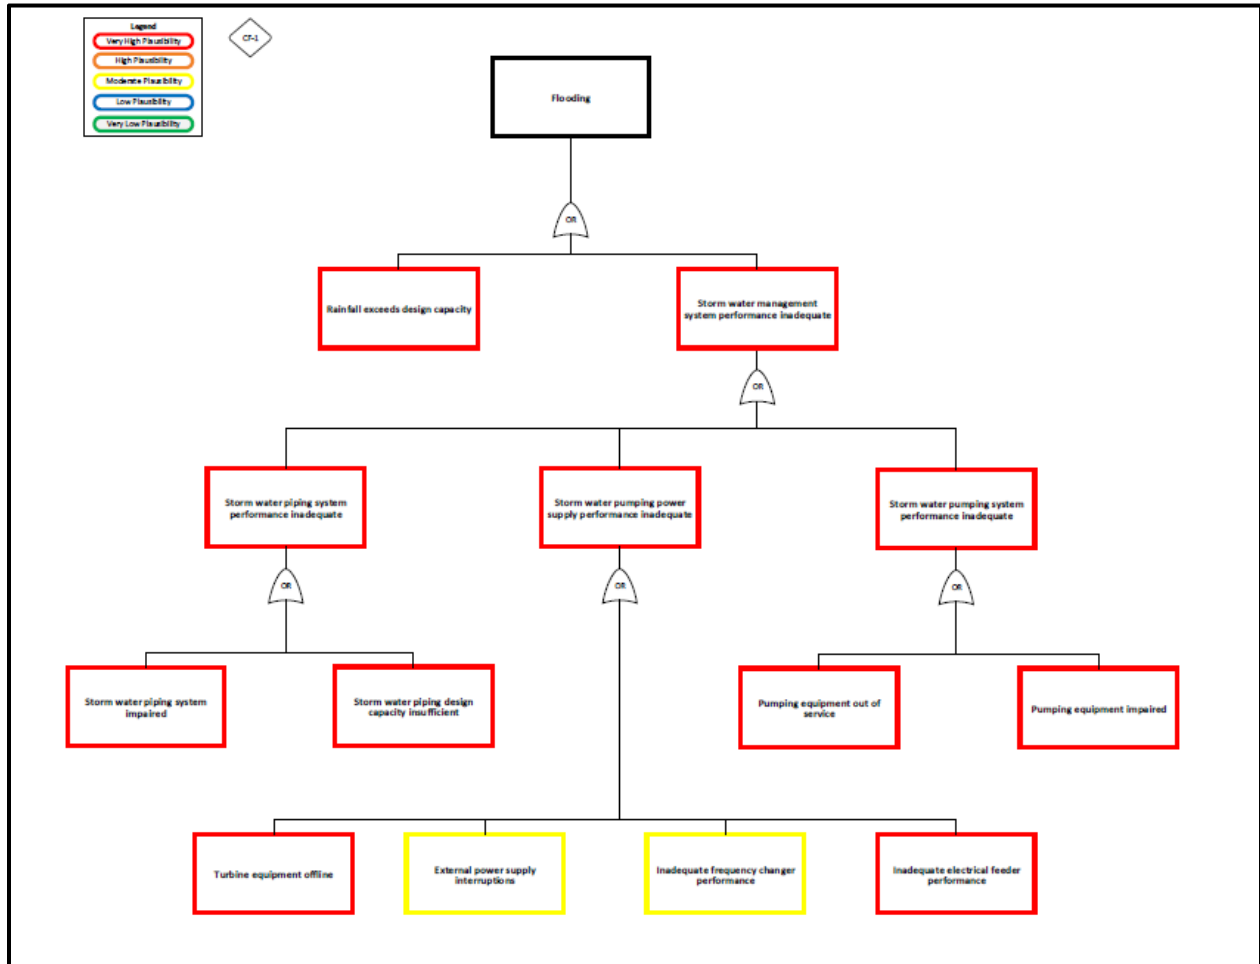 Legend
Very High Plausibility
High Plausibility
Moderate Plausibility
Low Plausibility
Very Low Plausibility
CF-1
Flooding
OR
Rainfall exceeds design capacity
Storm water management
system performance inadequate
OR
Storm water piping system
performance inadequate
Storm water pumping power
supply performance inadequate
Storm water pumping system
performance inadequate
OR
OR
OR
Storm water piping system
impaired
Storm water piping design
capacity insufficient
Pumping equipment out of
service
Pumping equipment impaired
Turbine equipment offline
External power supply
interruptions
Inadequate frequency changer
performance
Inadequate electrical feeder
performance